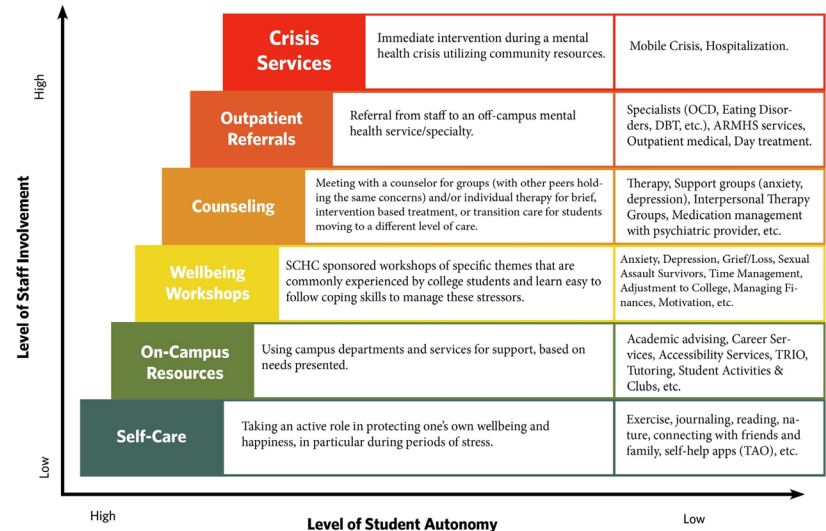 High
Level of Staff Involvement
Low
Crisis
Services
Immediate intervention during a mental
health crisis utilizing community resources.
Mobile Crisis, Hospitalization.
Outpatient
Referrals
Referral from staff to an off-campus mental
health service/specialty.
Specialists (OCD, Eating Disor-
ders, DBT, etc.), ARMHS services,
Outpatient medical, Day treatment.
Counseling
Meeting with a counselor for groups (with other peers hold-
ing the same concerns) and/or individual therapy for brief,
intervention based treatment, or transition care for students
moving to a different level of care.
Therapy, Support groups (anxiety,
depression), Interpersonal Therapy
Groups, Medication management
with psychiatric provider, etc.
Wellbeing
Workshops
SCHC sponsored workshops of specific themes that are
commonly experienced by college students and learn easy to
follow coping skills to manage these stressors.
Anxiety, Depression, Grief/Loss, Sexual
Assault Survivors, Time Management,
Adjustment to College, Managing Fi-
nances, Motivation, etc.
On-Campus
Resources
Using campus departments and services for support, based on
needs presented.
Academic advising, Career Ser-
vices, Accessibility Services, TRIO,
Tutoring, Student Activities &
Clubs, etc.
Self-Care
Taking an active role in protecting one's own wellbeing and
happiness, in particular during periods of stress.
Exercise, journaling, reading, na-
ture, connecting with friends and
family, self-help apps (TAO), etc.
High
Level of Student Autonomy
Low